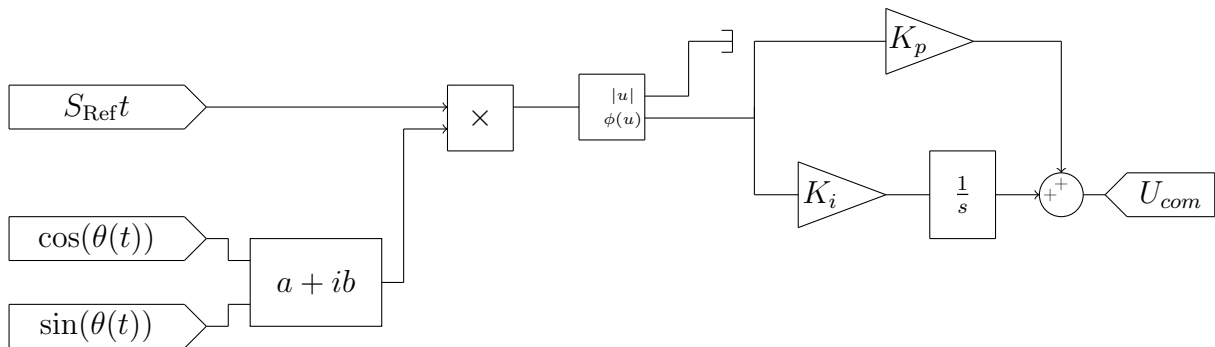 S_Ref t
cos(θ(t))
sin(θ(t))
a + ib
×
|u|
ϕ(u)
K_p
K_i
1/s
+
+
U_com